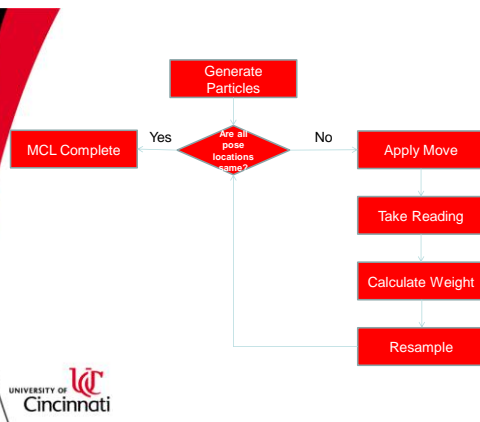 Generate
Particles
Yes
Are all
pose
locations
same?
No
MCL Complete
Apply Move
Take Reading
Calculate Weight
Resample
UNIVERSITY OF
UC
Cincinnati